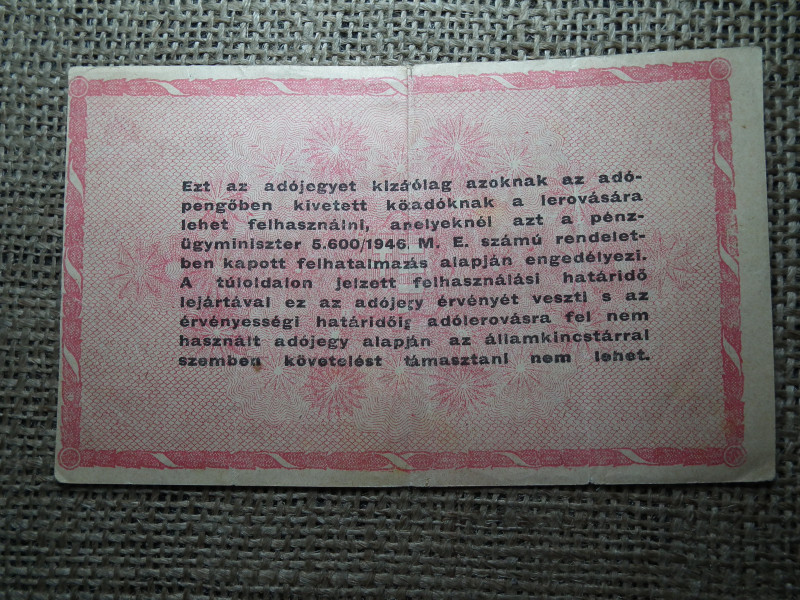 Ezt az adójegyet kizárólag azoknak az adó-
pengőben kivetett közadóknak a lerovására
lehet felhasználni, amelyeknél azt a pénz-
ügyminiszter 5.600/1946. M. E. számú rendelet-
ben kapott felhatalmazás alapján engedélyezi.
A túloldalon jelzett felhasználási határidő
lejártával ez az adójegy érvényét veszti s az
érvényességi határidőig adólerovásra fel nem
használt adójegy alapján az államkincstárral
szemben követelést támasztani nem lehet.